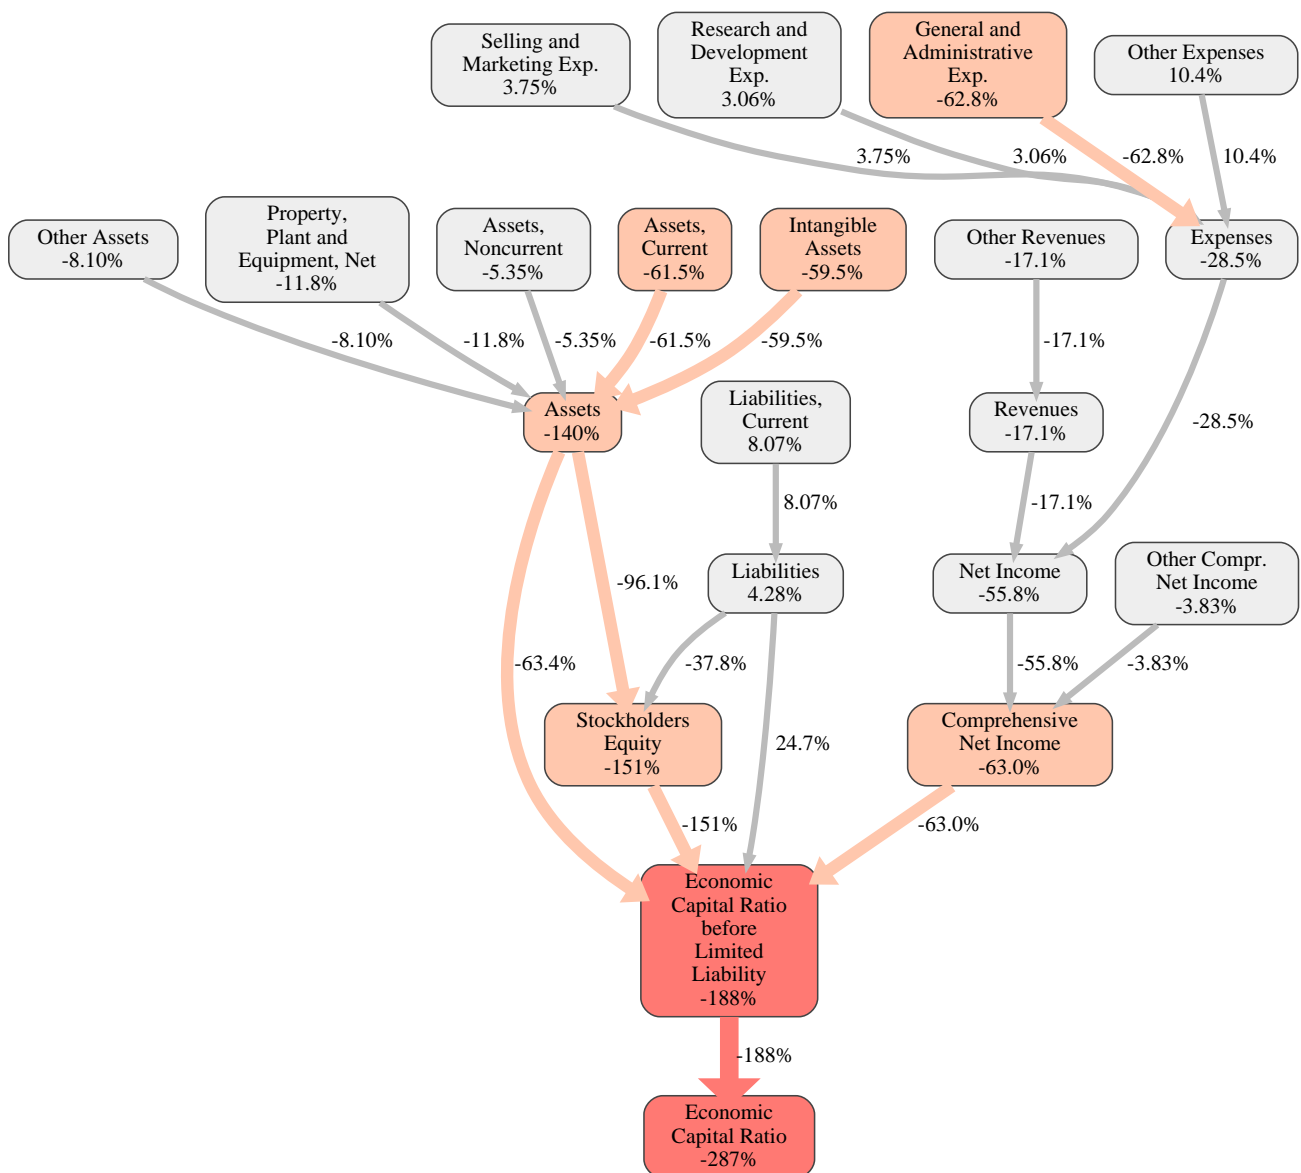 Selling and
Marketing Exp.
3.75%
Research and
Development
Exp.
3.06%
General and
Administrative
Exp.
-62.8%
Other Expenses
10.4%
3.75%
3.06%
-62.8%
10.4%
Other Assets
-8.10%
Property,
Plant and
Equipment, Net
-11.8%
Assets,
Noncurrent
-5.35%
Assets,
Current
-61.5%
Intangible
Assets
-59.5%
Other Revenues
-17.1%
Expenses
-28.5%
-8.10%
-11.8%
-5.35%
-61.5%
-59.5%
-17.1%
-28.5%
Assets
-140%
Liabilities,
Current
8.07%
Revenues
-17.1%
8.07%
-17.1%
-96.1%
Liabilities
4.28%
Net Income
-55.8%
Other Compr.
Net Income
-3.83%
-63.4%
-37.8%
24.7%
-55.8%
-3.83%
Stockholders
Equity
-151%
Comprehensive
Net Income
-63.0%
-151%
-63.0%
Economic
Capital Ratio
before
Limited
Liability
-188%
-188%
Economic
Capital Ratio
-287%